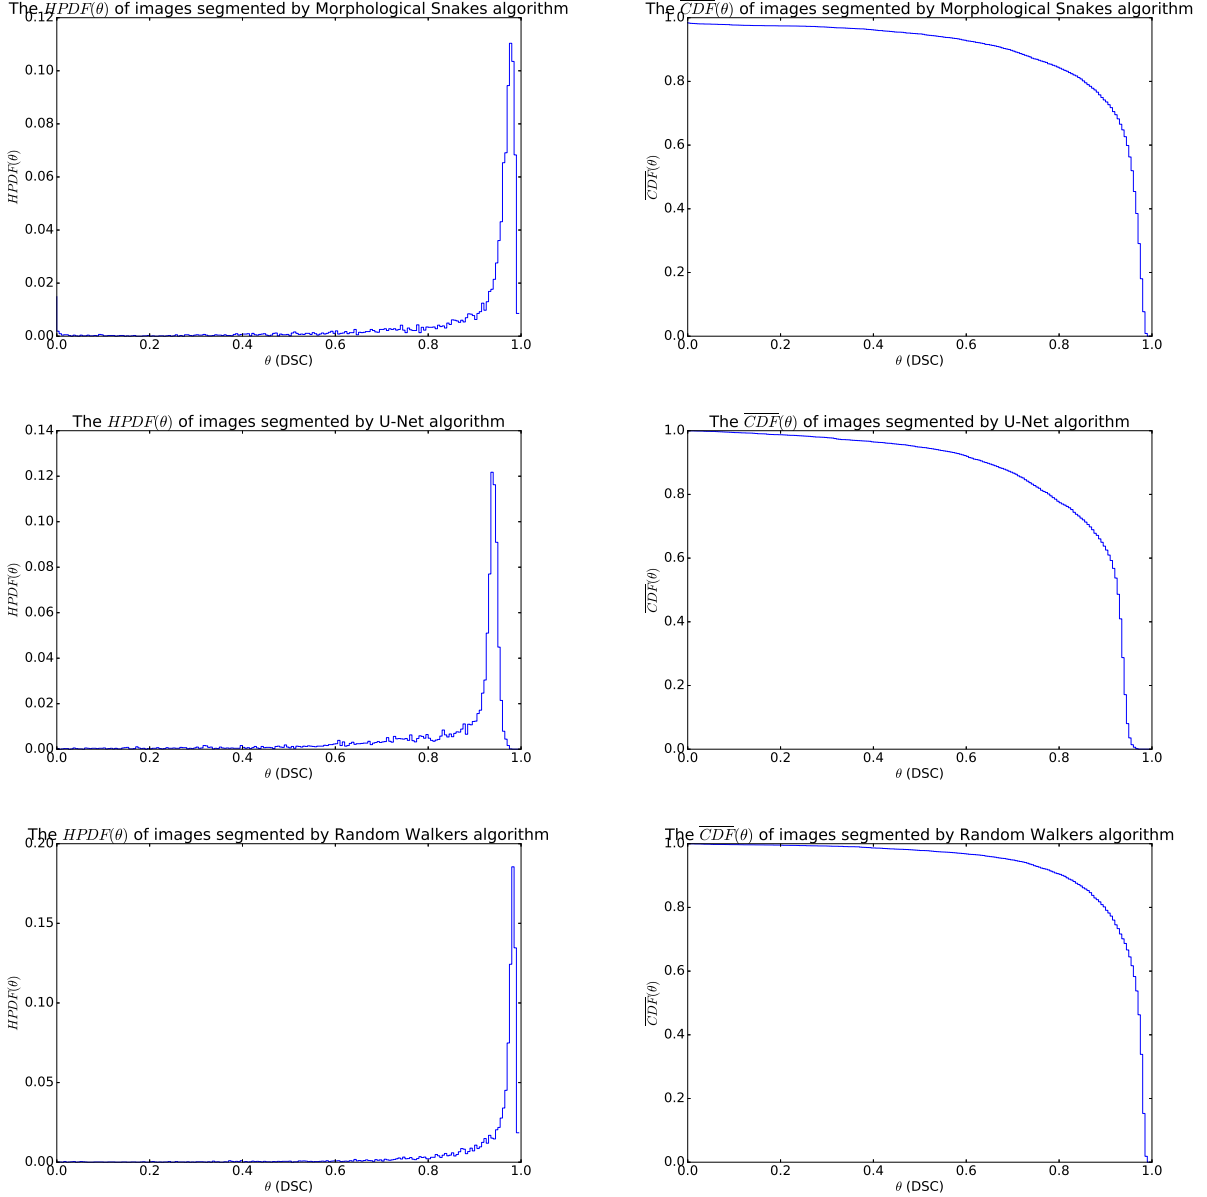 The HPDF(θ) of images segmented by Morphological Snakes algorithm
0.12
0.10
0.08
0.06
0.04
0.02
0.00
HPDF(θ)
0.0 0.2 0.4 0.6 0.8 1.0
θ (DSC)
The \overline{CDF}(θ) of images segmented by Morphological Snakes algorithm
1.0
0.8
0.6
0.4
0.2
0.0
\overline{CDF}(θ)
0.0 0.2 0.4 0.6 0.8 1.0
θ (DSC)
The HPDF(θ) of images segmented by U-Net algorithm
0.14
0.12
0.10
0.08
0.06
0.04
0.02
0.00
HPDF(θ)
0.0 0.2 0.4 0.6 0.8 1.0
θ (DSC)
The \overline{CDF}(θ) of images segmented by U-Net algorithm
1.0
0.8
0.6
0.4
0.2
0.0
\overline{CDF}(θ)
0.0 0.2 0.4 0.6 0.8 1.0
θ (DSC)
The HPDF(θ) of images segmented by Random Walkers algorithm
0.20
0.15
0.10
0.05
0.00
HPDF(θ)
0.0 0.2 0.4 0.6 0.8 1.0
θ (DSC)
The \overline{CDF}(θ) of images segmented by Random Walkers algorithm
1.0
0.8
0.6
0.4
0.2
0.0
\overline{CDF}(θ)
0.0 0.2 0.4 0.6 0.8 1.0
θ (DSC)